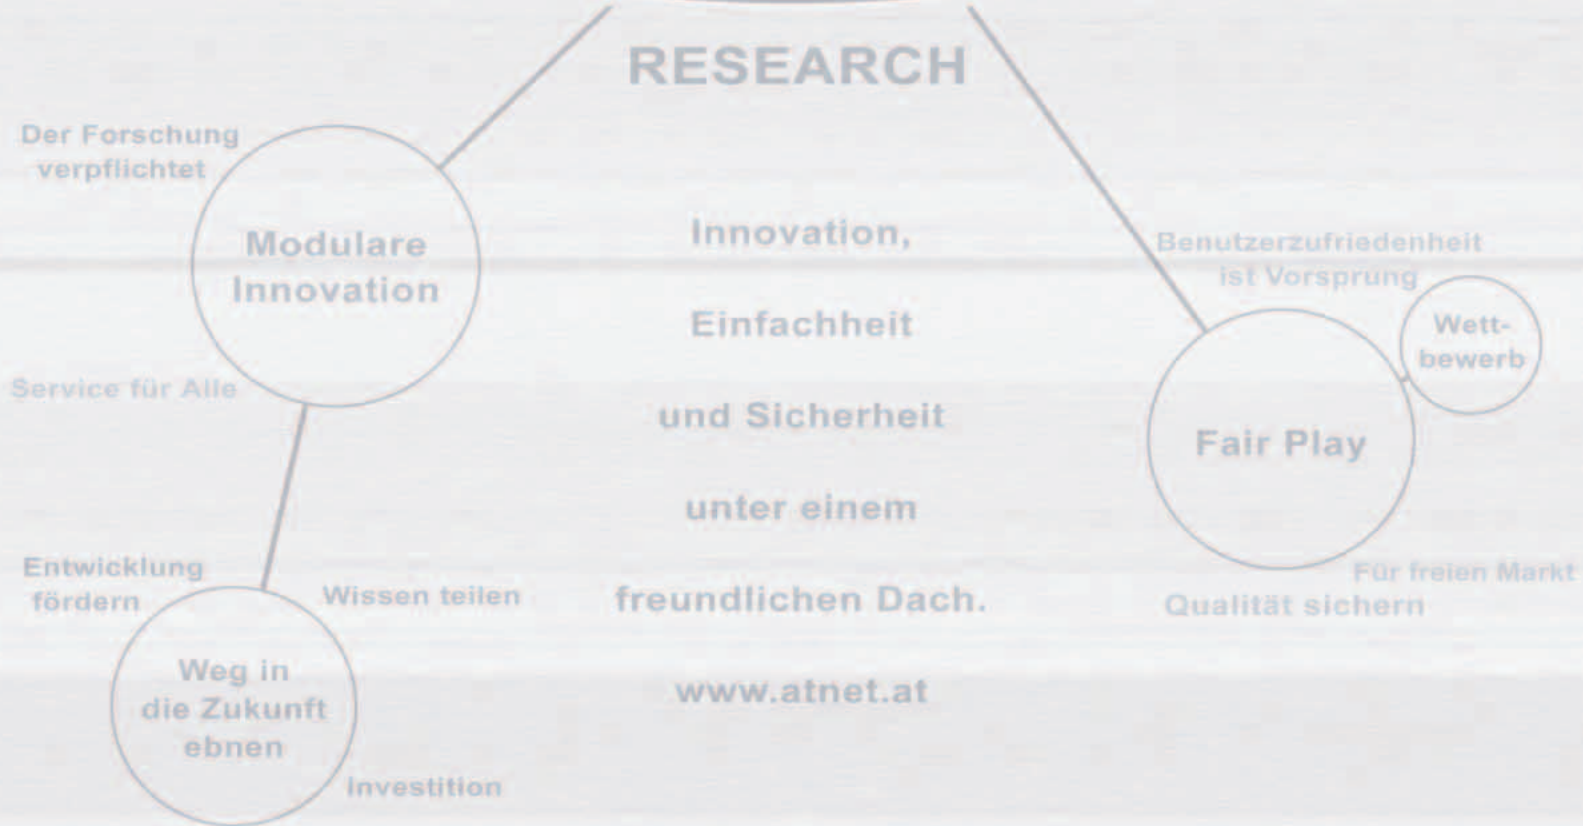 RESEARCH
Der Forschung
verpflichtet
Modulare
Innovation
Service für Alle
Entwicklung
fördern
Wissen teilen
Weg in
die Zukunft
ebnen
Investition
Innovation,
Einfachheit
und Sicherheit
unter einem
freundlichen Dach.
www.atnet.at
Benutzerzufriedenheit
ist Vorsprung
Wett-
bewerb
Fair Play
Für freien Markt
Qualität sichern